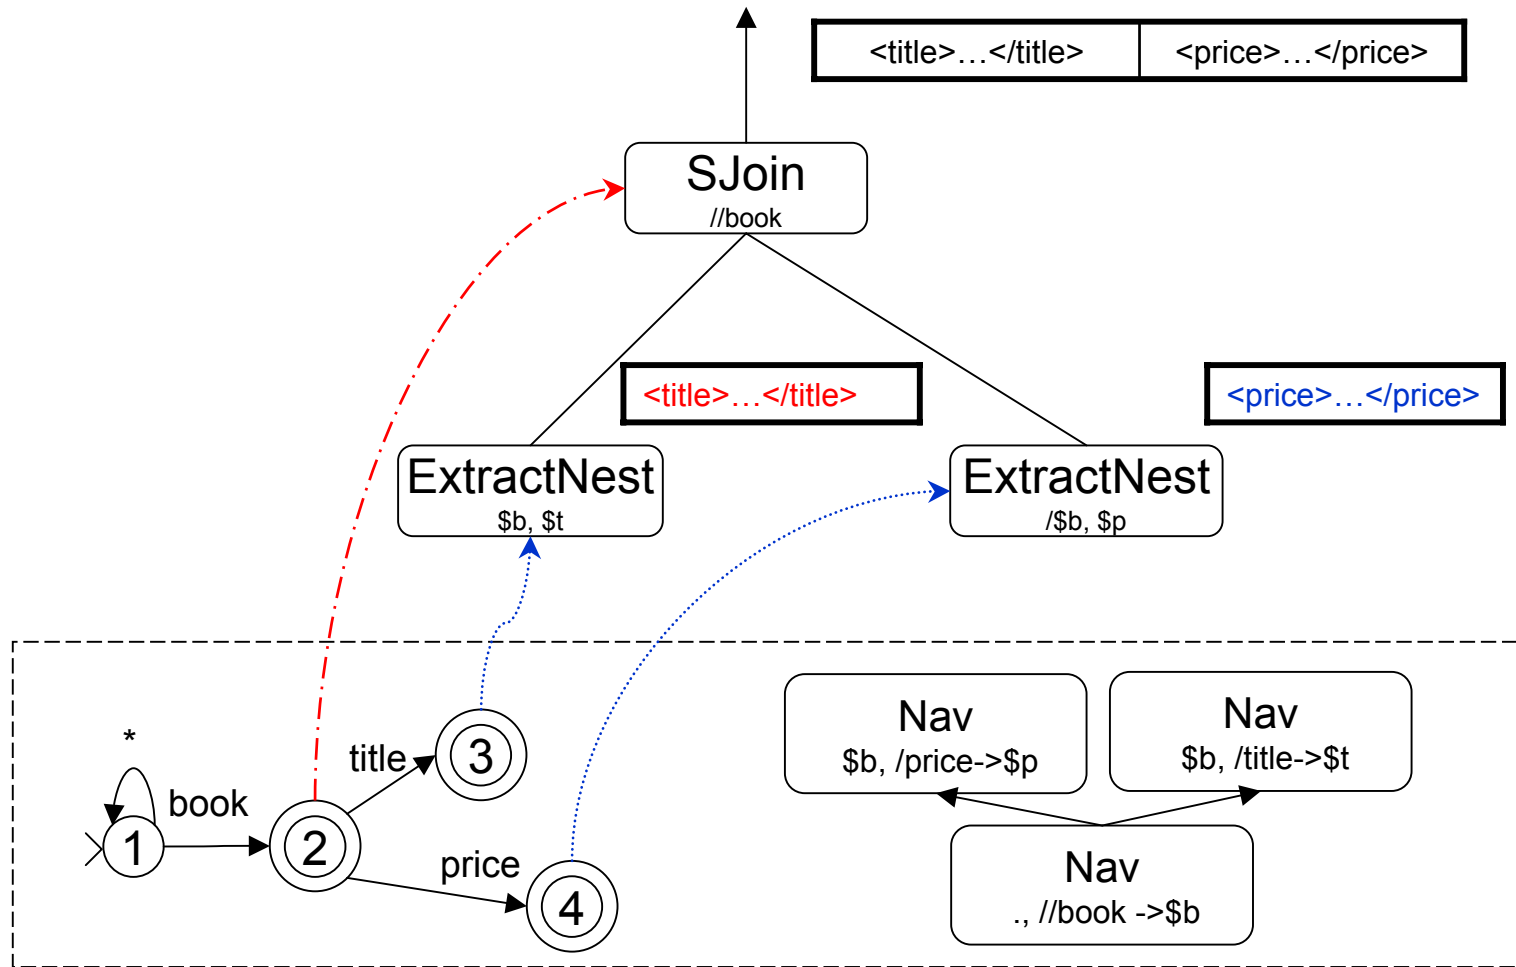 <title>…</title> <price>…</price>
SJoin
//book
<title>…</title>
<price>…</price>
ExtractNest
$b, $t
ExtractNest
/$b, $p
*
book
title
price
1
2
3
4
Nav
$b, /price->$p
Nav
$b, /title->$t
Nav
., //book ->$b